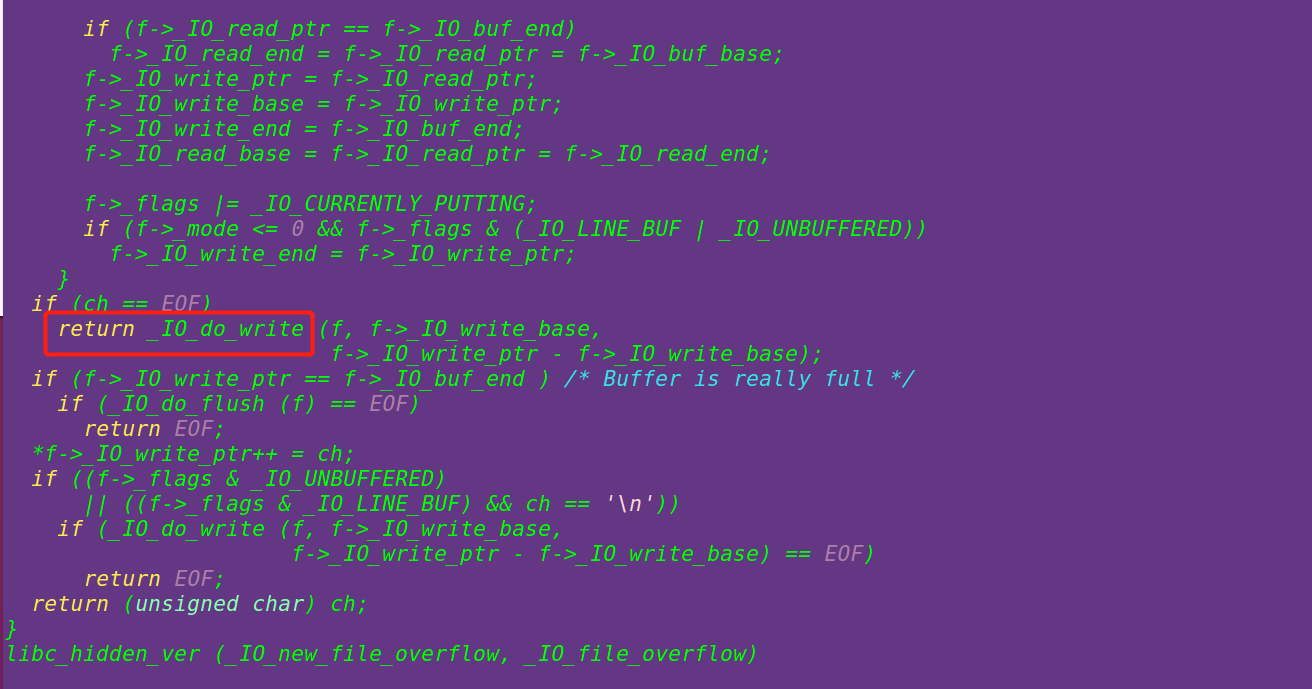 if (f->_IO_read_ptr == f->_IO_buf_end)
f->_IO_read_end = f->_IO_read_ptr = f->_IO_buf_base;
f->_IO_write_ptr = f->_IO_read_ptr;
f->_IO_write_base = f->_IO_write_ptr;
f->_IO_write_end = f->_IO_buf_end;
f->_IO_read_base = f->_IO_read_ptr = f->_IO_read_end;
f->_flags |= _IO_CURRENTLY_PUTTING;
if (f->_mode <= 0 && f->_flags & (_IO_LINE_BUF | _IO_UNBUFFERED))
f->_IO_write_end = f->_IO_write_ptr;
}
if (ch == EOF)
return _IO_do_write (f, f->_IO_write_base,
f->_IO_write_ptr - f->_IO_write_base);
if (f->_IO_write_ptr == f->_IO_buf_end ) /* Buffer is really full */
if (_IO_do_flush (f) == EOF)
return EOF;
*f->_IO_write_ptr++ = ch;
if ((f->_flags & _IO_UNBUFFERED)
|| ((f->_flags & _IO_LINE_BUF) && ch == '\n'))
if (_IO_do_write (f, f->_IO_write_base,
f->_IO_write_ptr - f->_IO_write_base) == EOF)
return EOF;
return (unsigned char) ch;
}
libc_hidden_ver (_IO_new_file_overflow, _IO_file_overflow)